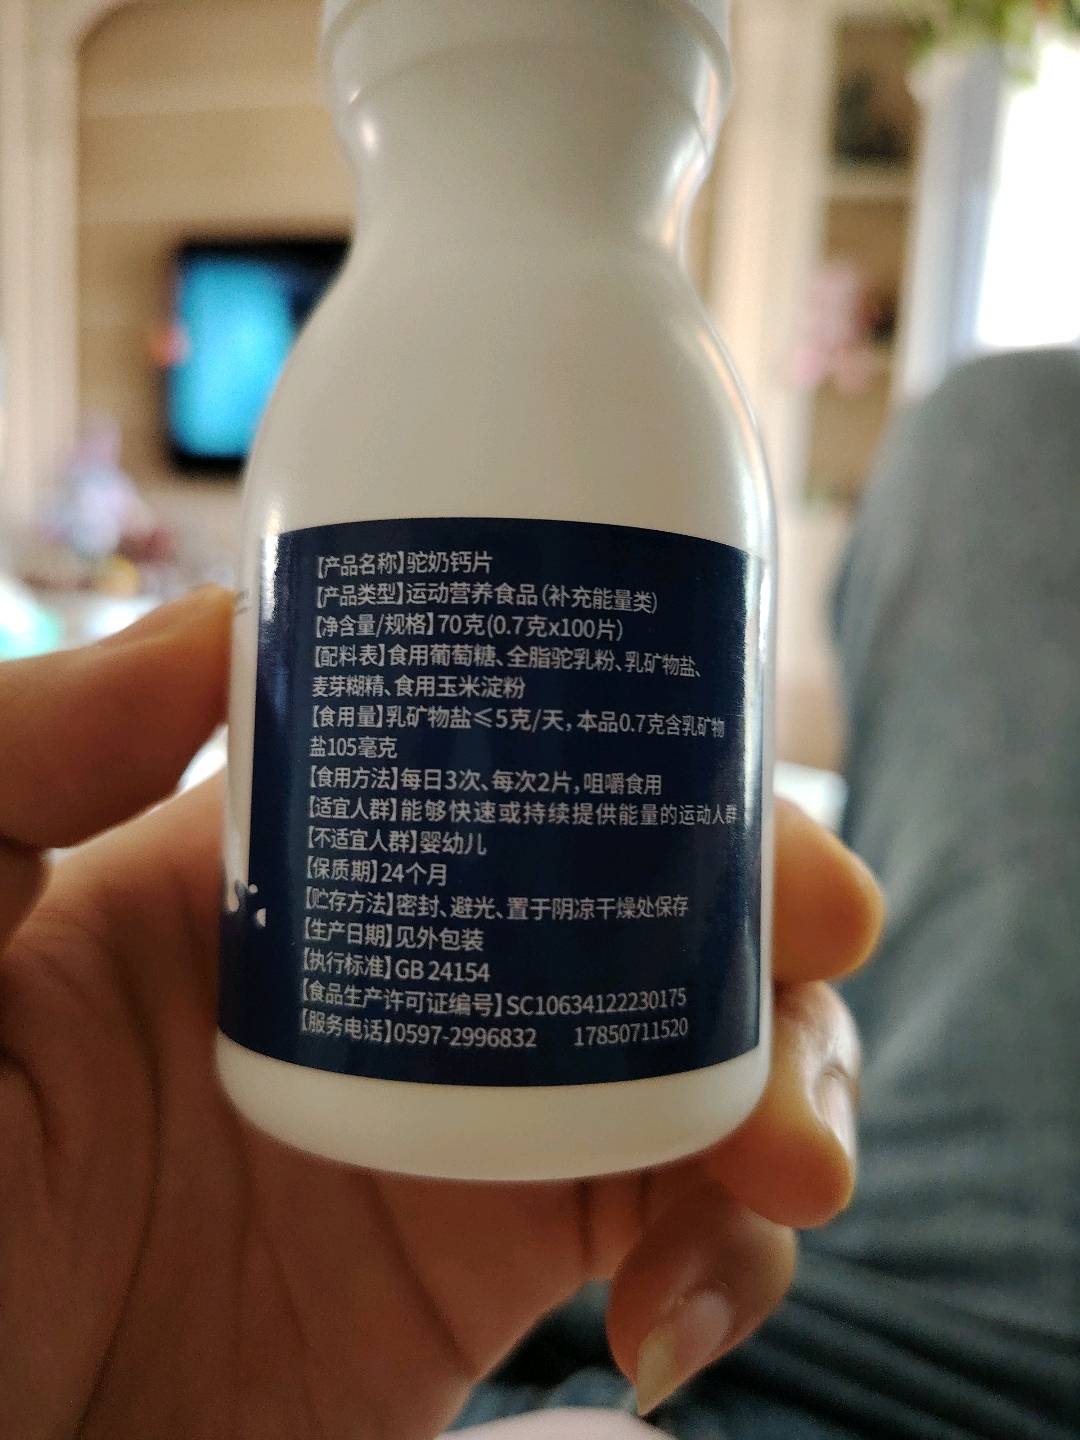 【产品名称】驼奶钙片
【产品类型】运动营养食品(补充能量类)
【净含量/规格】70克(0.7克x100片)
【配料表】食用葡萄糖、全脂驼乳粉、乳矿物盐、
麦芽糊精、食用玉米淀粉
【食用量】乳矿物盐≤5克/天,本品0.7克含乳矿物
盐105毫克
【食用方法】每日3次、每次2片,咀嚼食用
【适宜人群】能够快速或持续提供能量的运动人群
【不适宜人群】婴幼儿
【保质期】24个月
【贮存方法】密封、避光、置于阴凉干燥处保存
【生产日期】见外包装
【执行标准】GB 24154
【食品生产许可证编号】SC10634122230175
【服务电话】0597-2996832 17850711520